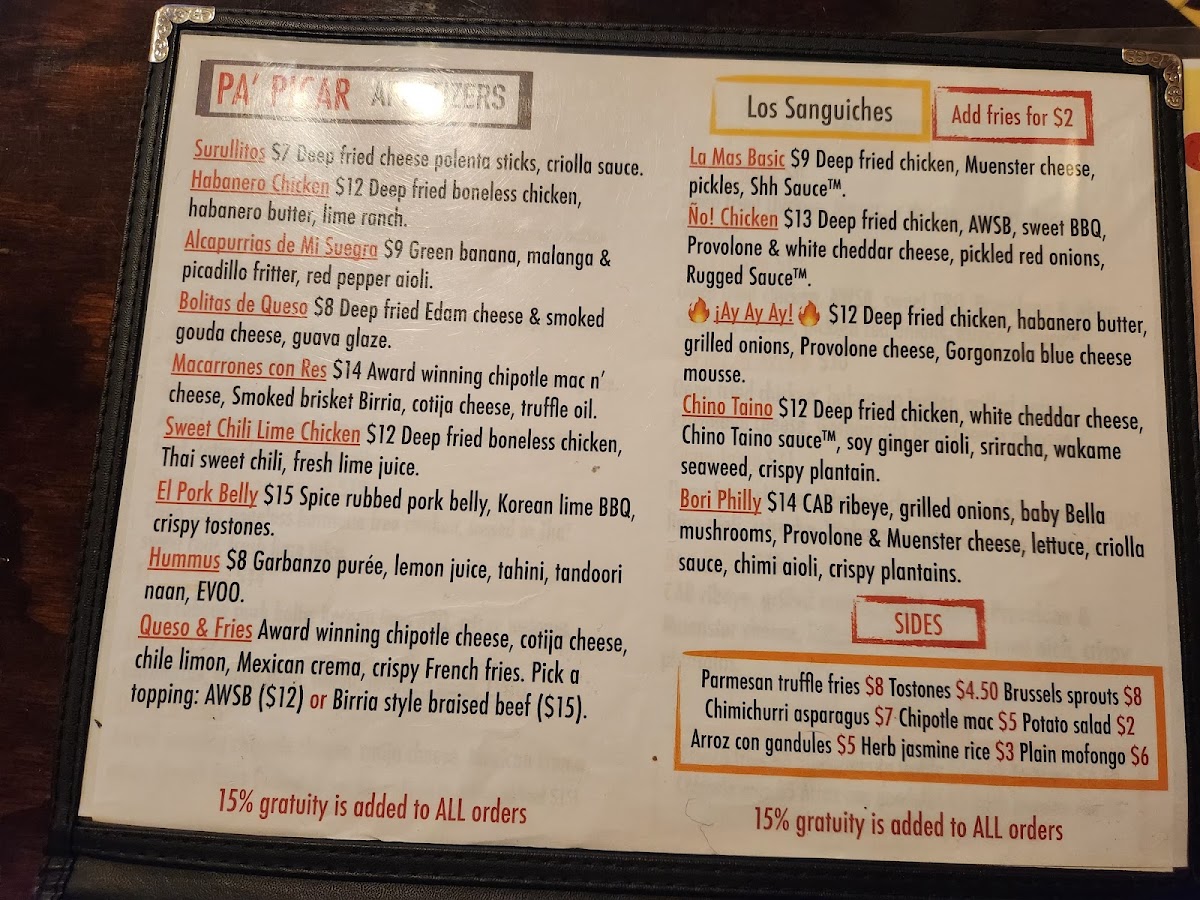 PA' PICAR APPETIZERS
Surullitos $7 Deep fried cheese polenta sticks, criolla sauce.
Habanero Chicken $12 Deep fried boneless chicken,
habanero butter, lime ranch.
Alcapurrias de Mi Suegra $9 Green banana, malanga &
picadillo fritter, red pepper aioli.
Bolitas de Queso $8 Deep fried Edam cheese & smoked
gouda cheese, guava glaze.
Macarrones con Res $14 Award winning chipotle mac n'
cheese, Smoked brisket Birria, cotija cheese, truffle oil.
Sweet Chili Lime Chicken $12 Deep fried boneless chicken,
Thai sweet chili, fresh lime juice.
El Pork Belly $15 Spice rubbed pork belly, Korean lime BBQ,
crispy tostones.
Hummus $8 Garbanzo purée, lemon juice, tahini, tandoori
naan, EVOO.
Queso & Fries Award winning chipotle cheese, cotija cheese,
chile limon, Mexican crema, crispy French fries. Pick a
topping: AWSB ($12) or Birria style braised beef ($15).
15% gratuity is added to ALL orders
Los Sanguiches
Add fries for $2
La Mas Basic $9 Deep fried chicken, Muenster cheese,
pickles, Shh Sauce™.
Ño! Chicken $13 Deep fried chicken, AWSB, sweet BBQ,
Provolone & white cheddar cheese, pickled red onions,
Rugged Sauce™.
🔥¡Ay Ay Ay!🔥 $12 Deep fried chicken, habanero butter,
grilled onions, Provolone cheese, Gorgonzola blue cheese
mousse.
Chino Taino $12 Deep fried chicken, white cheddar cheese,
Chino Taino sauce™, soy ginger aioli, sriracha, wakame
seaweed, crispy plantain.
Bori Philly $14 CAB ribeye, grilled onions, baby Bella
mushrooms, Provolone & Muenster cheese, lettuce, criolla
sauce, chimi aioli, crispy plantains.
SIDES
Parmesan truffle fries $8 Tostones $4.50 Brussels sprouts $8
Chimichurri asparagus $7 Chipotle mac $5 Potato salad $2
Arroz con gandules $5 Herb jasmine rice $3 Plain mofongo $6
15% gratuity is added to ALL orders